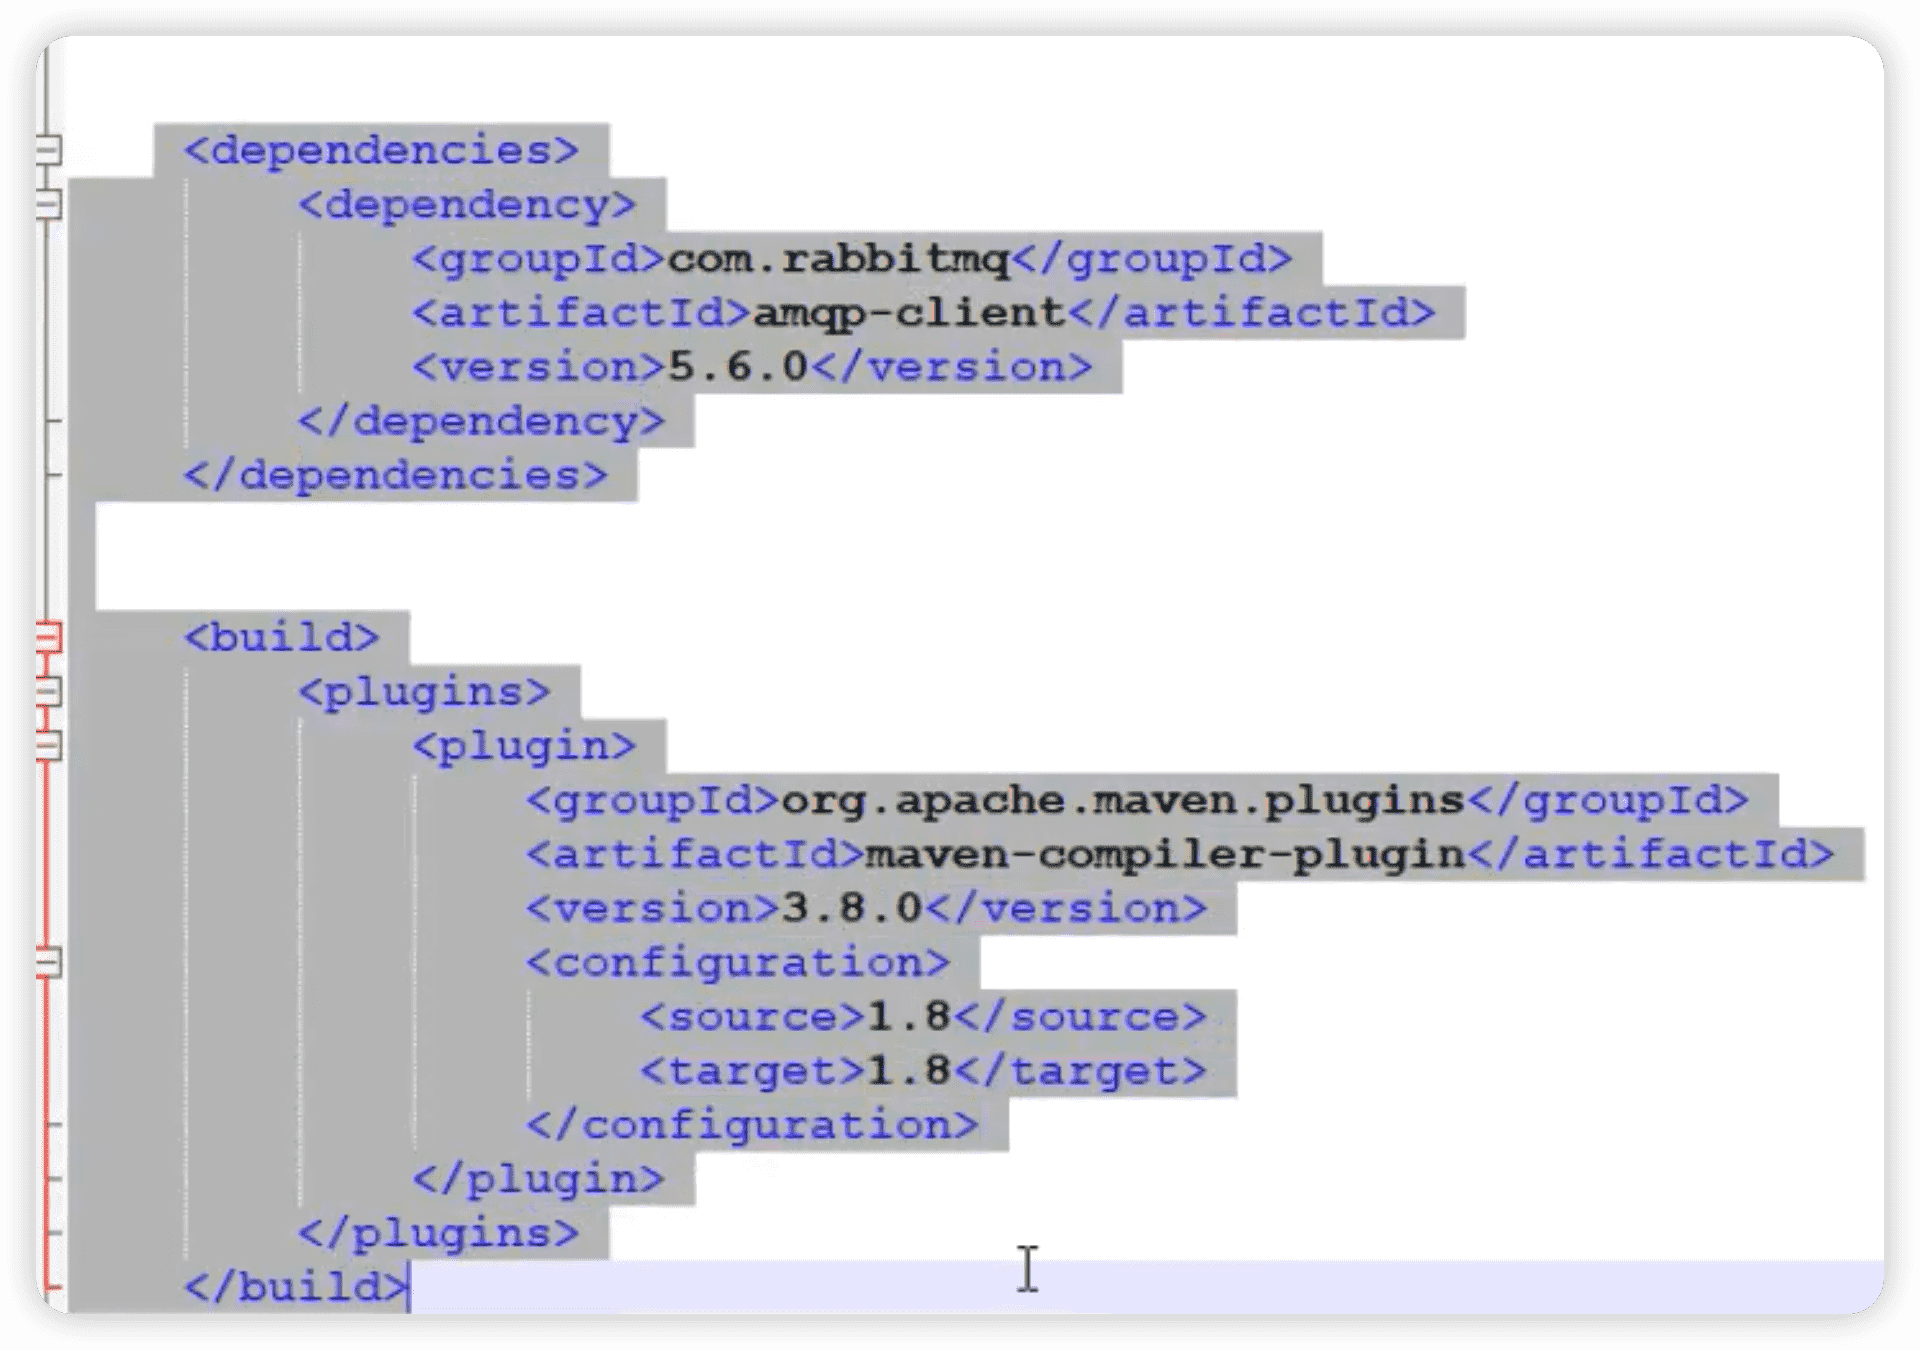 <dependencies>
<dependency>
<groupId>com.rabbitmq</groupId>
<artifactId>amqp-client</artifactId>
<version>5.6.0</version>
</dependency>
</dependencies>
<build>
<plugins>
<plugin>
<groupId>org.apache.maven.plugins</groupId>
<artifactId>maven-compiler-plugin</artifactId>
<version>3.8.0</version>
<configuration>
<source>1.8</source>
<target>1.8</target>
</configuration>
</plugin>
</plugins>
</build>